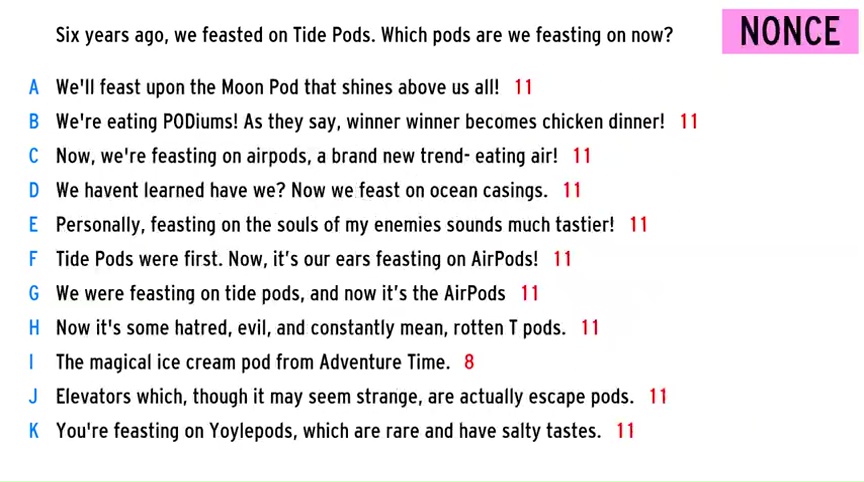 Six years ago, we feasted on Tide Pods. Which pods are we feasting on now?
NONCE
A We'll feast upon the Moon Pod that shines above us all! 11
B We're eating PODiums! As they say, winner winner becomes chicken dinner! 11
C Now, we're feasting on airpods, a brand new trend- eating air! 11
D We havent learned have we? Now we feast on ocean casings. 11
E Personally, feasting on the souls of my enemies sounds much tastier! 11
F Tide Pods were first. Now, it’s our ears feasting on AirPods! 11
G We were feasting on tide pods, and now it’s the AirPods 11
H Now it's some hatred, evil, and constantly mean, rotten T pods. 11
I The magical ice cream pod from Adventure Time. 8
J Elevators which, though it may seem strange, are actually escape pods. 11
K You're feasting on Yoylepods, which are rare and have salty tastes. 11